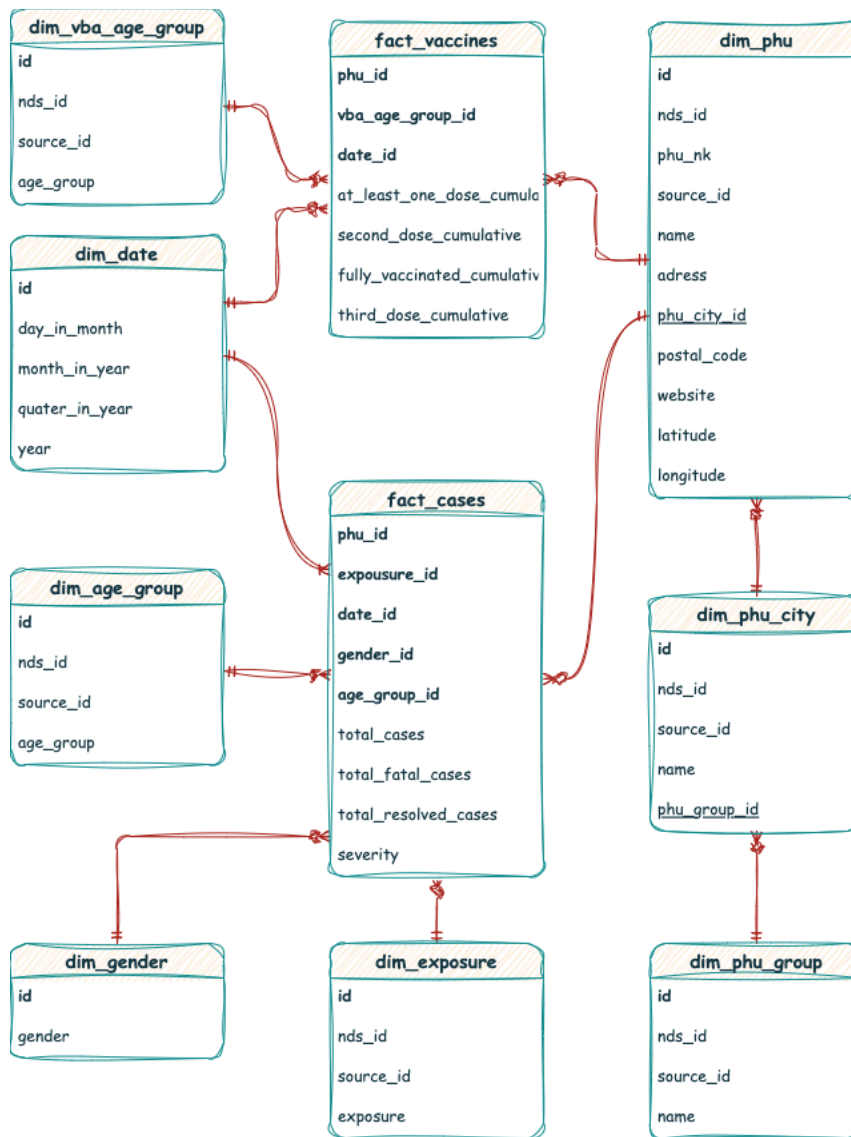 dim_vba_age_group
id
nds_id
source_id
age_group
fact_vaccines
phu_id
vba_age_group_id
date_id
at_least_one_dose_cumula
second_dose_cumulative
fully_vaccinated_cumulativ
third_dose_cumulative
dim_phu
id
nds_id
phu_nk
source_id
name
adress
phu_city_id
postal_code
website
latitude
longitude
dim_date
id
day_in_month
month_in_year
quater_in_year
year
fact_cases
phu_id
expousure_id
date_id
gender_id
age_group_id
total_cases
total_fatal_cases
total_resolved_cases
severity
dim_age_group
id
nds_id
source_id
age_group
dim_phu_city
id
nds_id
source_id
name
phu_group_id
dim_gender
id
gender
dim_exposure
id
nds_id
source_id
exposure
dim_phu_group
id
nds_id
source_id
name